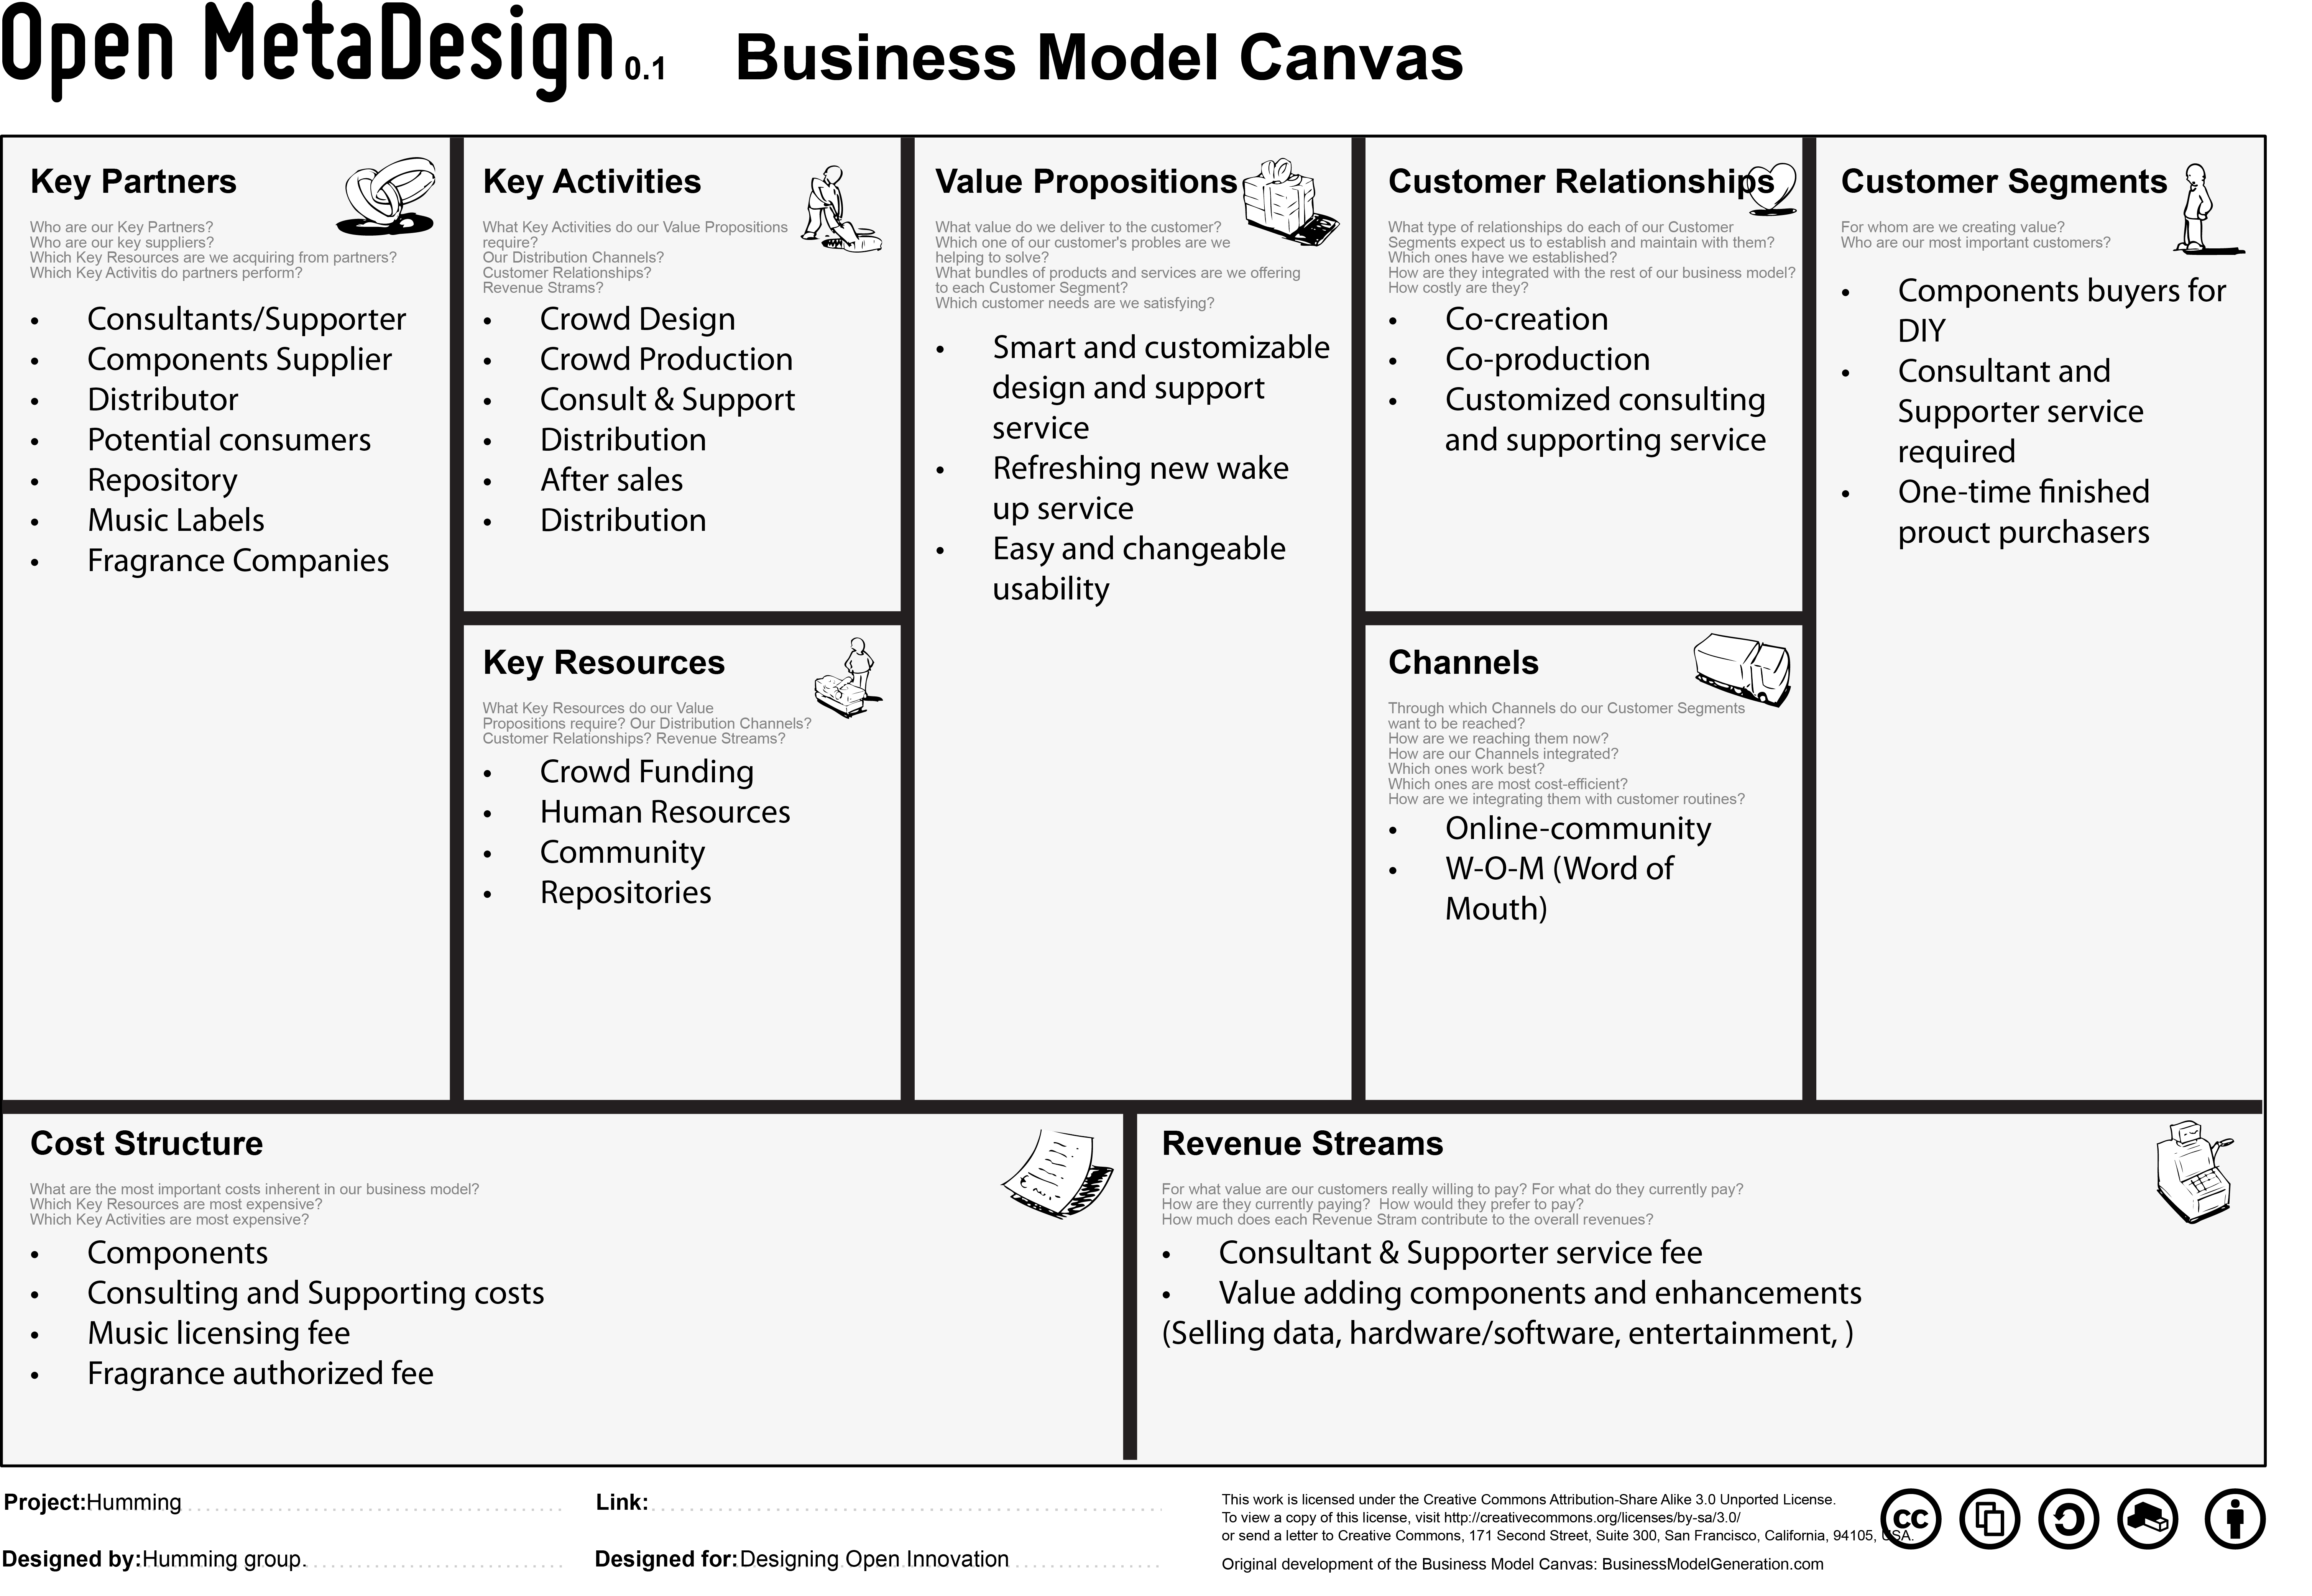 Open MetaDesign 0.1 Business Model Canvas
Key Partners
Who are our Key Partners?
Who are our key suppliers?
Which Key Resources are we acquiring from partners?
Which Key Activitis do partners perform?
• Consultants/Supporter
• Components Supplier
• Distributor
• Potential consumers
• Repository
• Music Labels
• Fragrance Companies
Key Activities
What Key Activities do our Value Propositions
require?
Our Distribution Channels?
Customer Relationships?
Revenue Strams?
• Crowd Design
• Crowd Production
• Consult & Support
• Distribution
• After sales
• Distribution
Key Resources
What Key Resources do our Value
Propositions require? Our Distribution Channels?
Customer Relationships? Revenue Streams?
• Crowd Funding
• Human Resources
• Community
• Repositories
Value Propositions
What value do we deliver to the customer?
Which one of our customer's probles are we
helping to solve?
What bundles of products and services are we offering
to each Customer Segment?
Which customer needs are we satisfying?
• Smart and customizable
design and support
service
• Refreshing new wake
up service
• Easy and changeable
usability
Customer Relationships
What type of relationships do each of our Customer
Segments expect us to establish and maintain with them?
Which ones have we established?
How are they integrated with the rest of our business model?
How costly are they?
• Co-creation
• Co-production
• Customized consulting
and supporting service
Channels
Through which Channels do our Customer Segments
want to be reached?
How are we reaching them now?
How are our Channels integrated?
Which ones work best?
Which ones are most cost-efficient?
How are we integrating them with customer routines?
• Online-community
• W-O-M (Word of
Mouth)
Customer Segments
For whom are we creating value?
Who are our most important customers?
• Components buyers for
DIY
• Consultant and
Supporter service
required
• One-time finished
prouct purchasers
Cost Structure
What are the most important costs inherent in our business model?
Which Key Resources are most expensive?
Which Key Activities are most expensive?
• Components
• Consulting and Supporting costs
• Music licensing fee
• Fragrance authorized fee
Revenue Streams
For what value are our customers really willing to pay? For what do they currently pay?
How are they currently paying?  How would they prefer to pay?
How much does each Revenue Stram contribute to the overall revenues?
• Consultant & Supporter service fee
• Value adding components and enhancements
(Selling data, hardware/software, entertainment, )
Project:Humming
Link:
Designed by:Humming group.
Designed for:Designing Open Innovation
This work is licensed under the Creative Commons Attribution-Share Alike 3.0 Unported License.
To view a copy of this license, visit http://creativecommons.org/licenses/by-sa/3.0/
or send a letter to Creative Commons, 171 Second Street, Suite 300, San Francisco, California, 94105, USA.
Original development of the Business Model Canvas: BusinessModelGeneration.com
cc